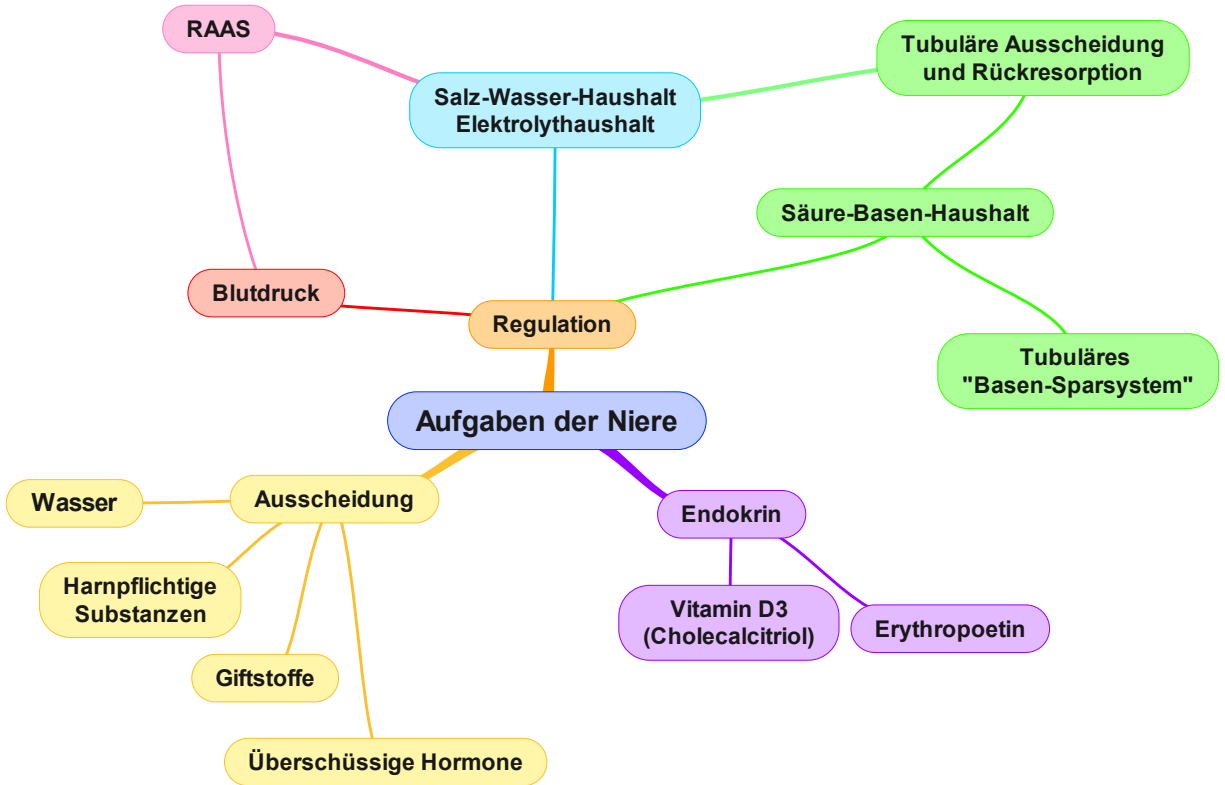 RAAS
Tubuläre Ausscheidung
und Rückresorption
Salz-Wasser-Haushalt
Elektrolythaushalt
Säure-Basen-Haushalt
Blutdruck
Regulation
Tubuläres
"Basen-Sparsystem"
Aufgaben der Niere
Wasser
Ausscheidung
Endokrin
Harnpflichtige
Substanzen
Vitamin D3
(Cholecalcitriol)
Erythropoetin
Giftstoffe
Überschüssige Hormone